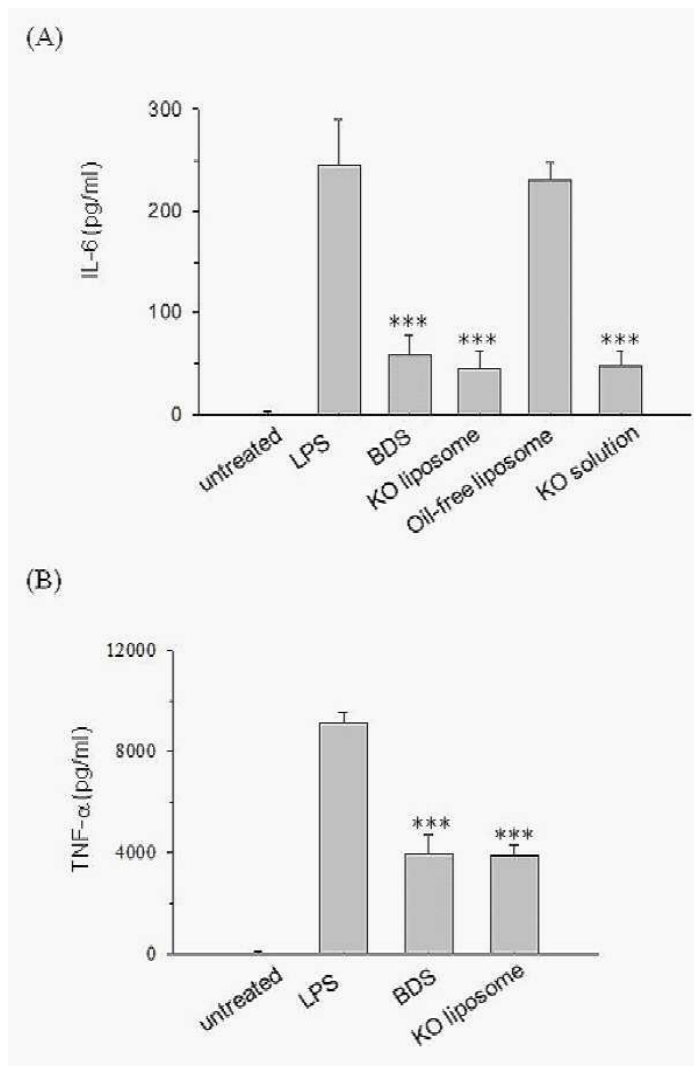 (A)
300
200
100
0
IL-6 (pg/ml)
***
***
***
untreated
LPS
BDS
KO liposome
Oil-free liposome
KO solution
(B)
12000
8000
4000
0
TNF-α (pg/ml)
***
***
untreated
LPS
BDS
KO liposome